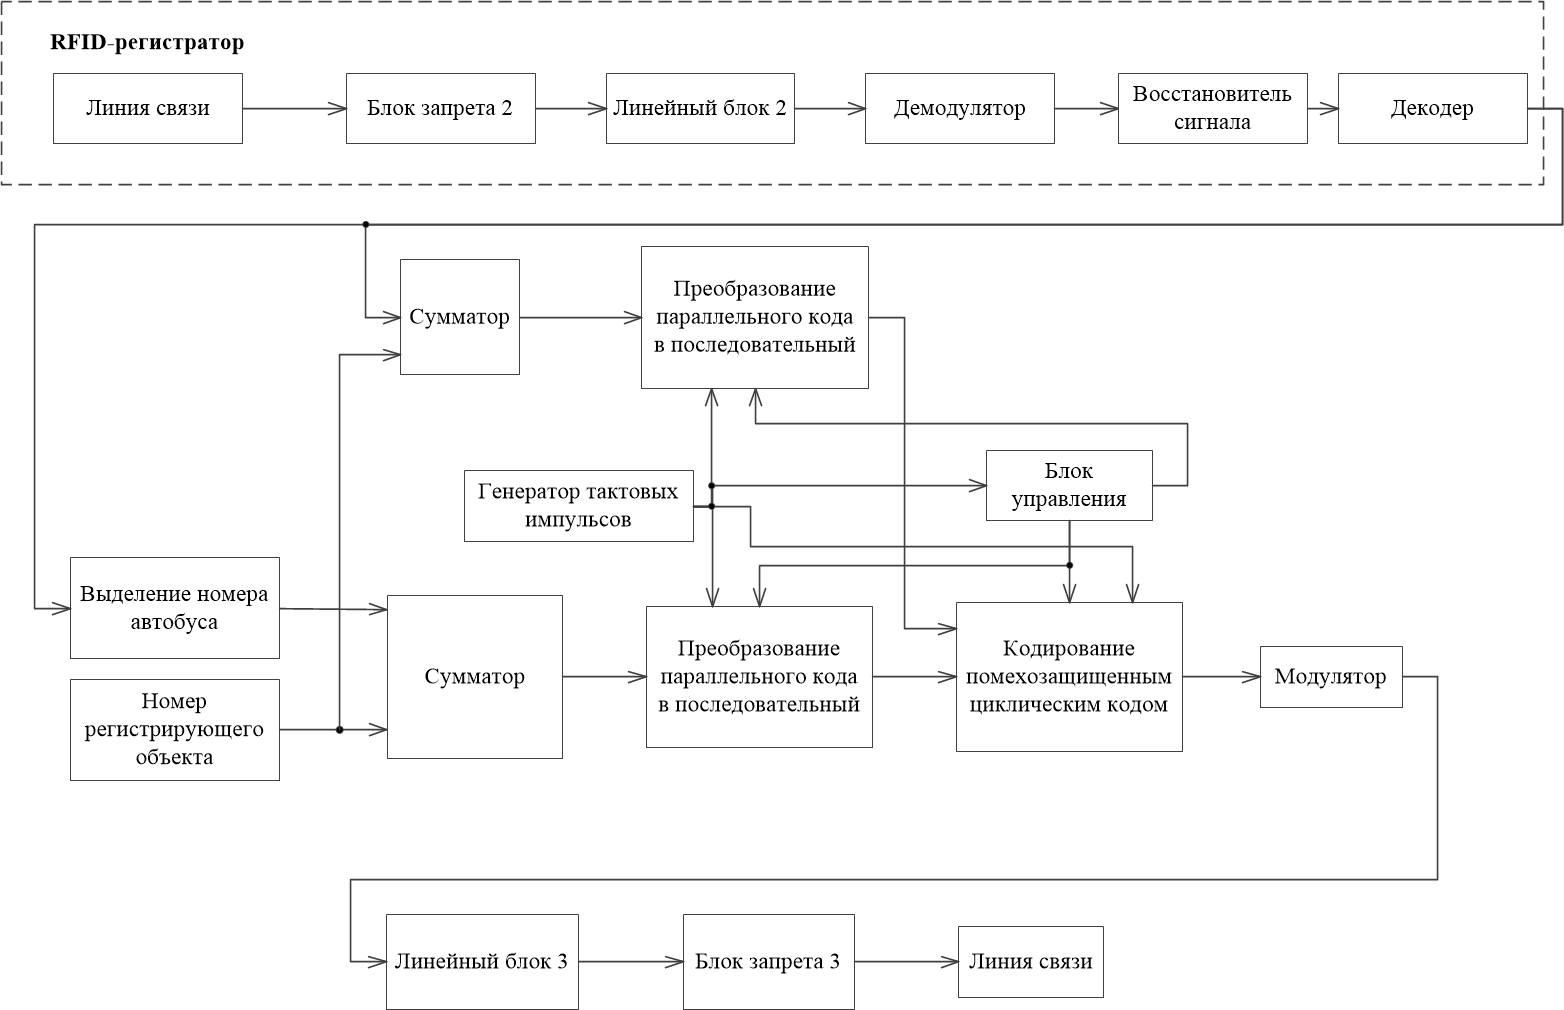 RFID-регистратор
Линия связи
Блок запрета 2
Линейный блок 2
Демодулятор
Восстановитель
сигнала
Декодер
Сумматор
Преобразование
параллельного кода
в последовательный
Генератор тактовых
импульсов
Блок
управления
Выделение номера
автобуса
Номер
регистрирующего
объекта
Сумматор
Преобразование
параллельного кода
в последовательный
Кодирование
помехозащищенным
циклическим кодом
Модулятор
Линейный блок 3
Блок запрета 3
Линия связи